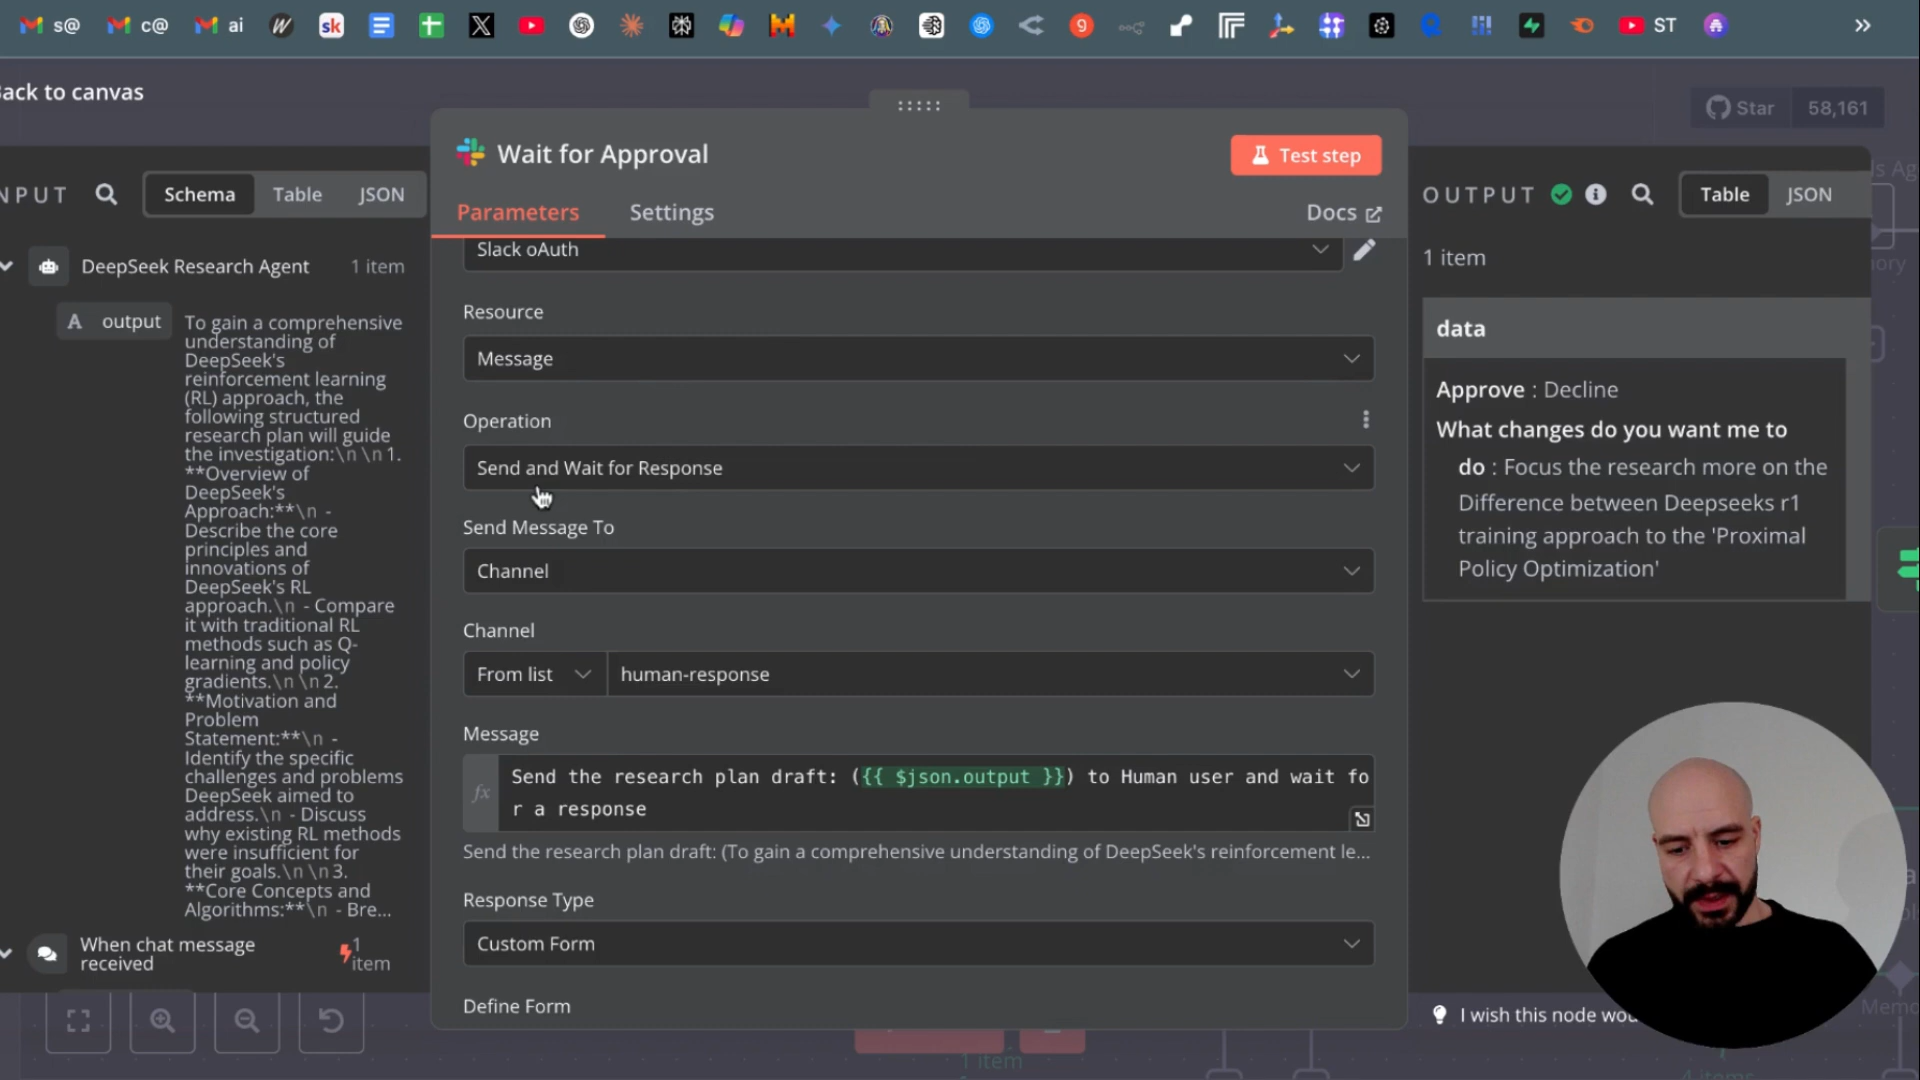 s@
c@
ai
sk
9
ST
ack to canvas
Star
58,161
Wait for Approval
Test step
NPUT
Schema
Table
JSON
Parameters
Settings
Docs
OUTPUT
Table
JSON
DeepSeek Research Agent
1 item
A output
To gain a comprehensive
understanding of
DeepSeek's
reinforcement learning
(RL) approach, the
following structured
research plan will guide
the investigation:\n\n1.
**Overview of
DeepSeek's
Approach:**\n -
Describe the core
principles and
innovations of
DeepSeek's RL
approach.\n - Compare
it with traditional RL
methods such as Q-
learning and policy
gradients.\n\n2.
**Motivation and
Problem
Statement:**\n -
Identify the specific
challenges and problems
DeepSeek aimed to
address.\n - Discuss
why existing RL methods
were insufficient for
their goals.\n\n3.
**Core Concepts and
Algorithms:**\n - Bre...
When chat message
received
1
item
Slack oAuth
Resource
Message
Operation
Send and Wait for Response
Send Message To
Channel
Channel
From list
human-response
Message
fx
Send the research plan draft: ({{ $json.output }}) to Human user and wait fo
r a response
Send the research plan draft: (To gain a comprehensive understanding of DeepSeek's reinforcement le...
Response Type
Custom Form
Define Form
1 item
data
Approve : Decline
What changes do you want me to
do : Focus the research more on the
Difference between Deepseeks r1
training approach to the 'Proximal
Policy Optimization'
I wish this node wou
1 item
4 items